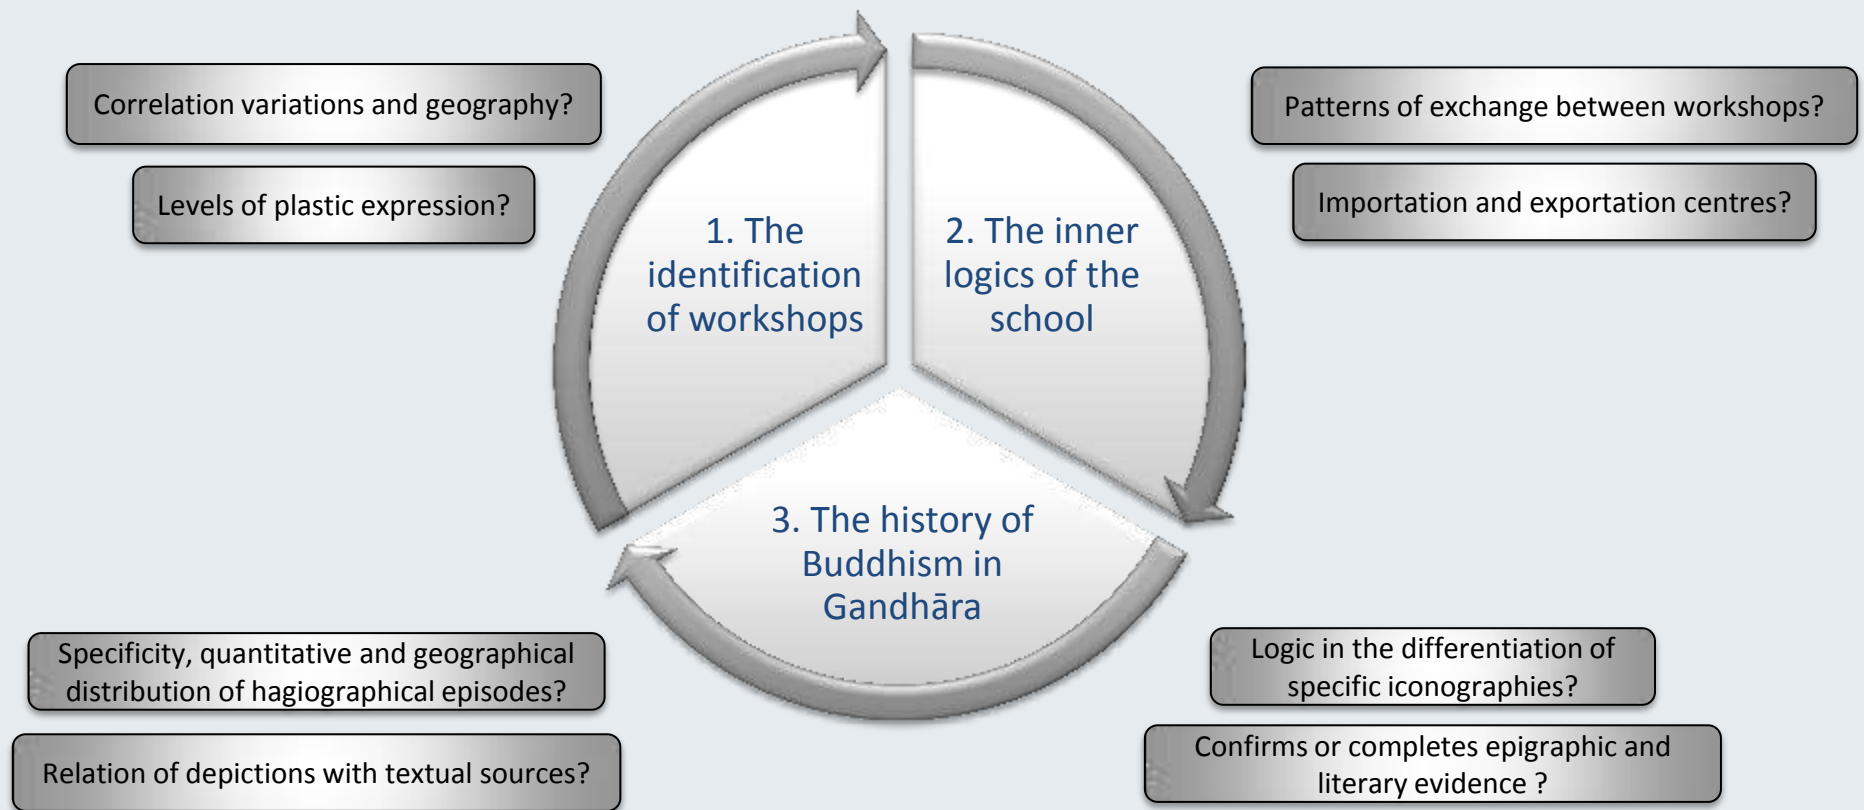 Correlation variations and geography?
Levels of plastic expression?
1. The
identification
of workshops
2. The inner
logics of the
school
Patterns of exchange between workshops?
Importation and exportation centres?
3. The history of
Buddhism in
Gandhāra
Specificity, quantitative and geographical
distribution of hagiographical episodes?
Relation of depictions with textual sources?
Logic in the differentiation of
specific iconographies?
Confirms or completes epigraphic and
literary evidence ?